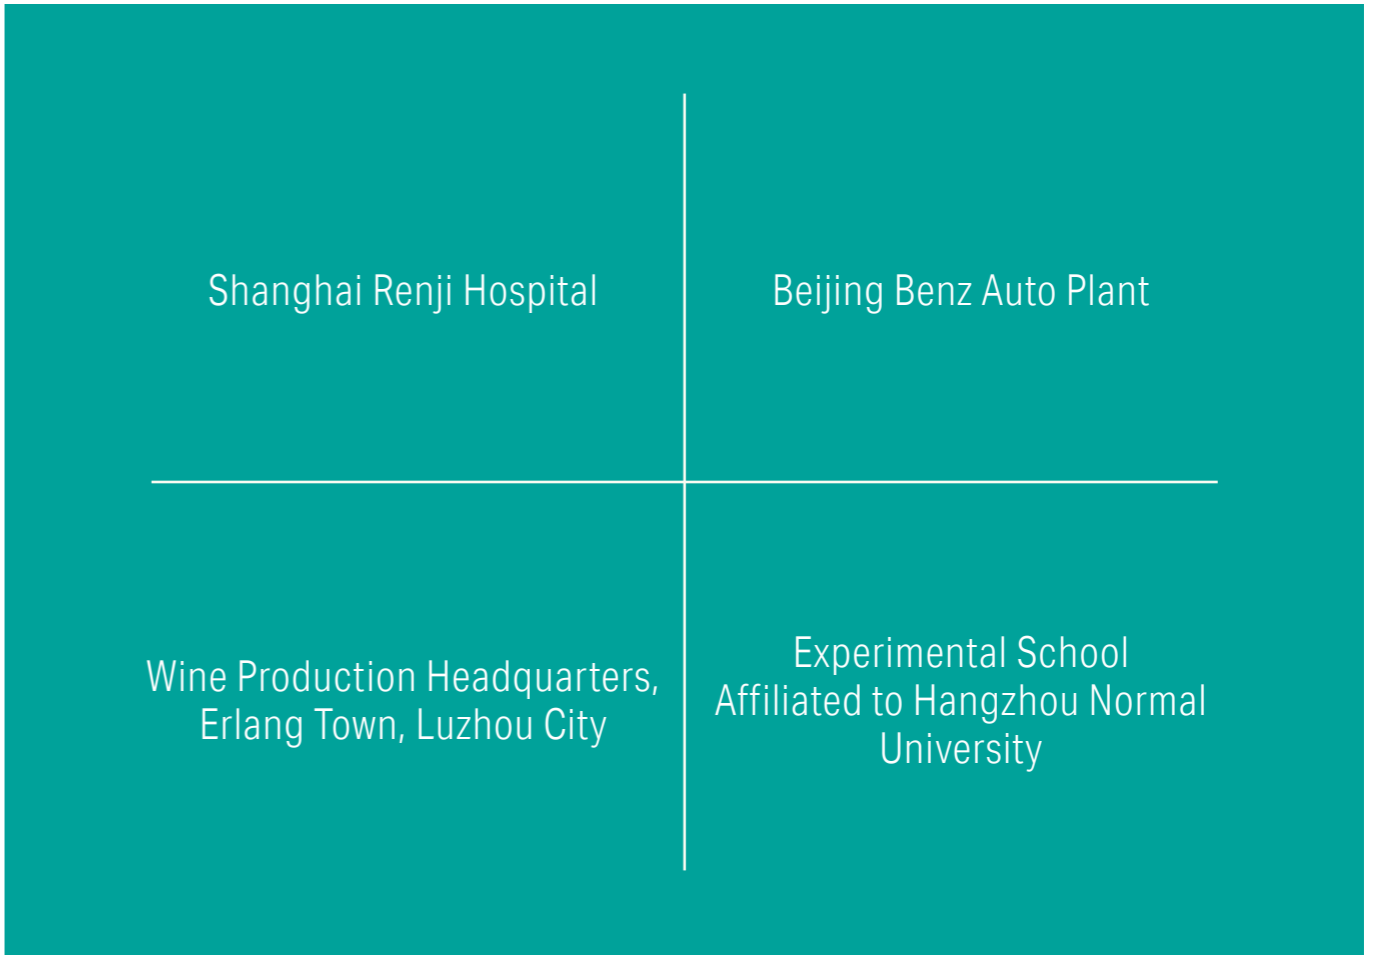 Shanghai Renji Hospital
Beijing Benz Auto Plant
Wine Production Headquarters,
Erlang Town, Luzhou City
Experimental School
Affiliated to Hangzhou Normal
University